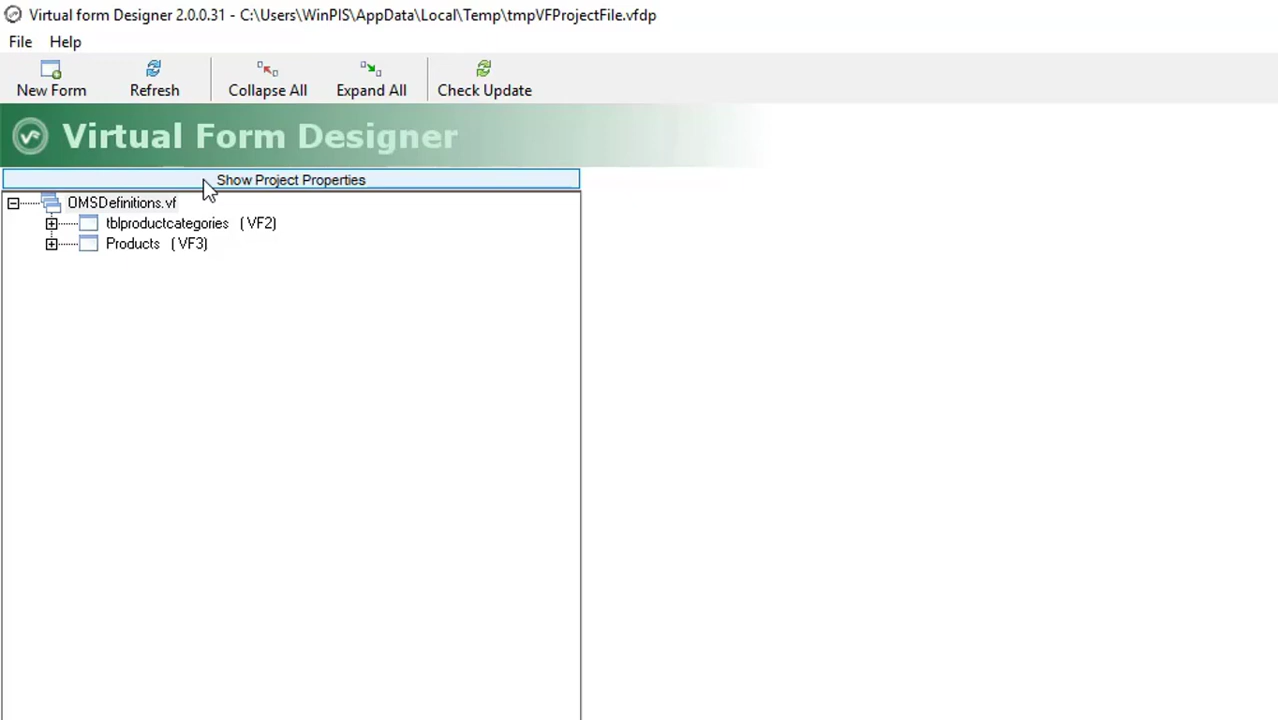 Virtual form Designer 2.0.0.31 - C:\Users\WinPIS\AppData\Local\Temp\tmpVFProjectFile.vfdp
File Help
New Form Refresh Collapse All Expand All Check Update
Virtual Form Designer
Show Project Properties
OMSDefinitions.vf
tblproductcategories ( VF2)
Products ( VF3)